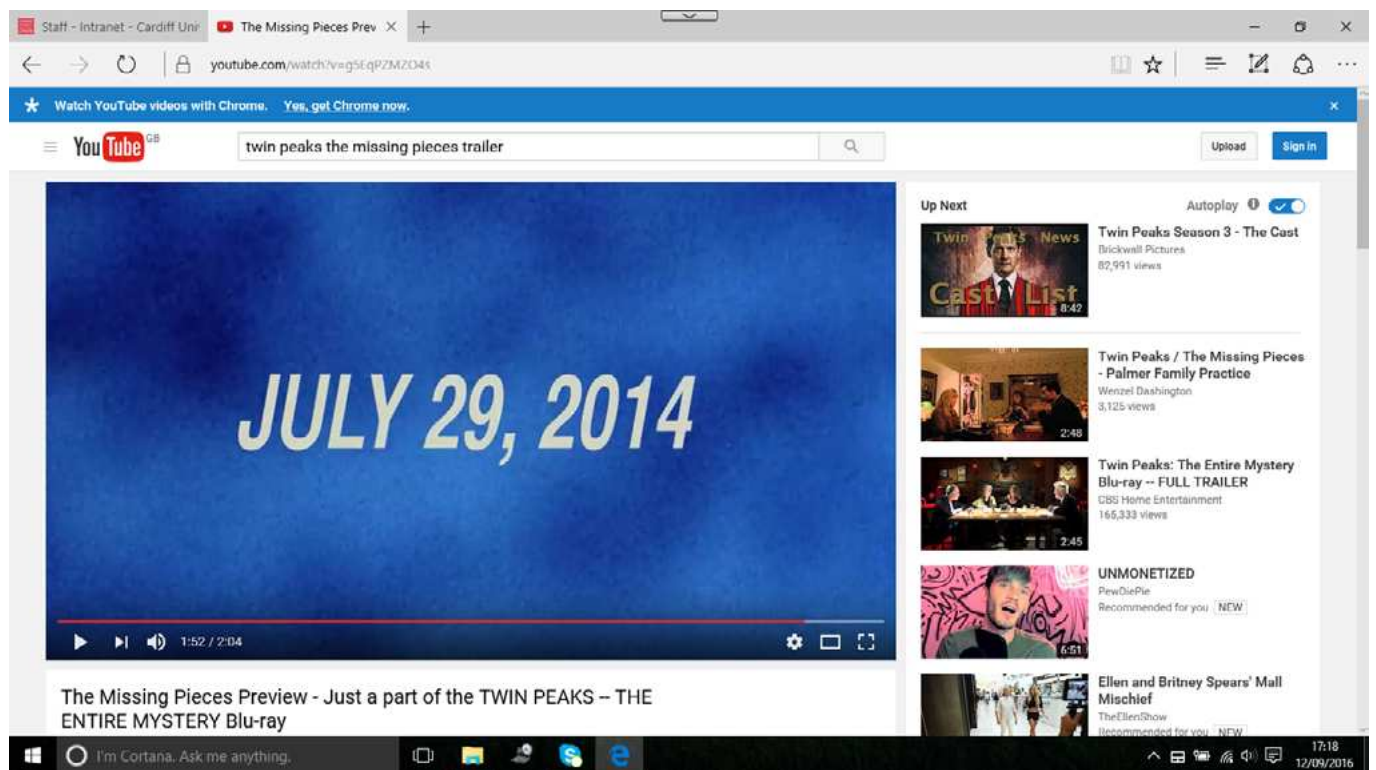 Staff - Intranet - Cardiff Univ
The Missing Pieces Prev
youtube.com/watch?v=g5EqPZMZO4s
Watch YouTube videos with Chrome. Yes, get Chrome now.
YouTube GB
twin peaks the missing pieces trailer
Upload
Sign in
JULY 29, 2014
1:52 / 2:04
The Missing Pieces Preview - Just a part of the TWIN PEAKS -- THE
ENTIRE MYSTERY Blu-ray
Up Next
Autoplay
Twin Peaks News
Cast List
8:42
Twin Peaks Season 3 - The Cast
Brickwall Pictures
82,991 views
2:48
Twin Peaks / The Missing Pieces
- Palmer Family Practice
Wenzel Dashington
3,125 views
2:45
Twin Peaks: The Entire Mystery
Blu-ray -- FULL TRAILER
CBS Home Entertainment
165,333 views
6:51
UNMONETIZED
PewDiePie
Recommended for you NEW
Ellen and Britney Spears' Mall
Mischief
TheEllenShow
Recommended for you NEW
I'm Cortana. Ask me anything.
17:18
12/09/2016